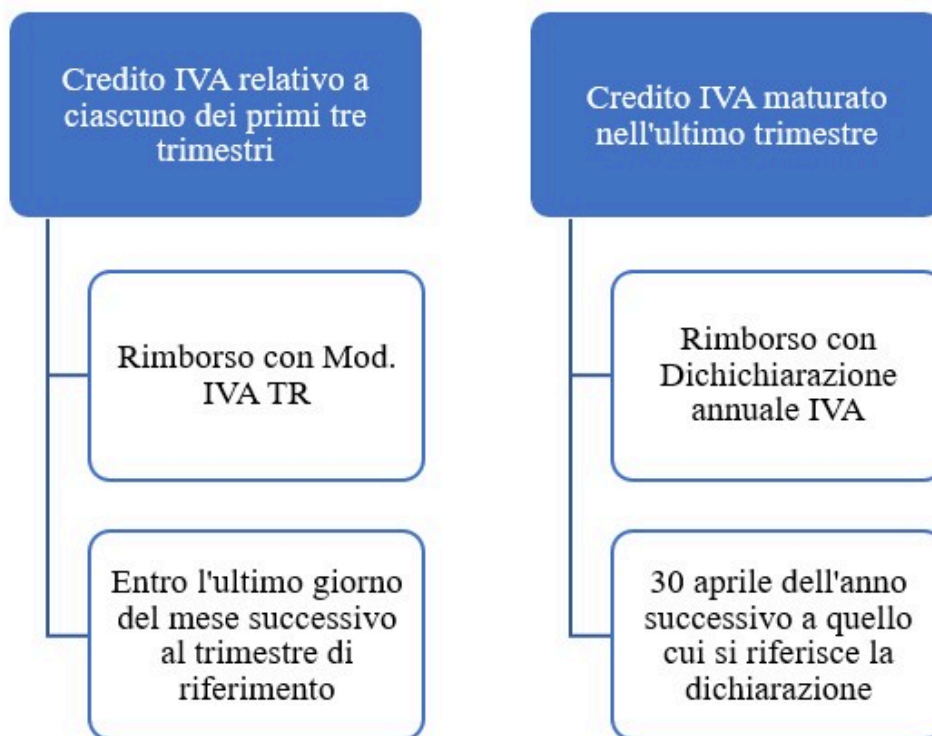 Credito IVA relativo a
ciascuno dei primi tre
trimestri
Rimborso con Mod.
IVA TR
Entro l'ultimo giorno
del mese successivo
al trimestre di
riferimento
Credito IVA maturato
nell'ultimo trimestre
Rimborso con
Dichichiarazione
annuale IVA
30 aprile dell'anno
successivo a quello
cui si riferisce la
dichiarazione